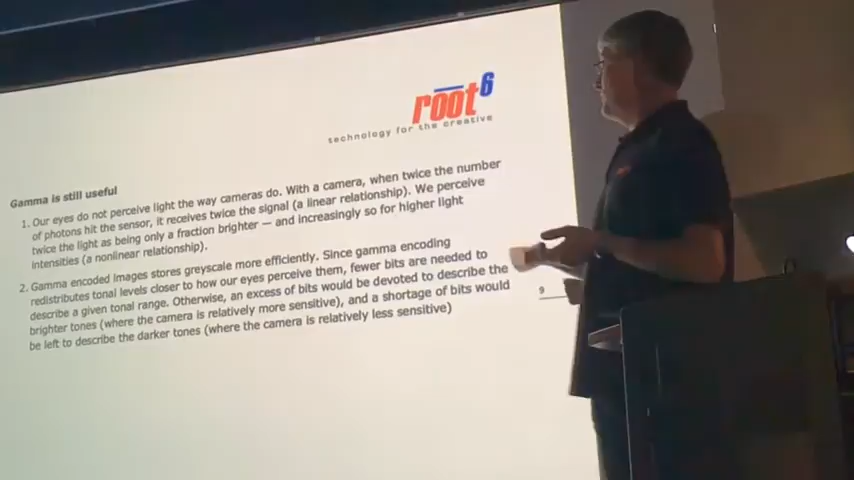 root6
technology for the creative
Gamma is still useful
1. Our eyes do not perceive light the way cameras do. With a camera, when twice the number
of photons hit the sensor, it receives twice the signal (a linear relationship). We perceive
twice the light as being only a fraction brighter — and increasingly so for higher light
intensities (a nonlinear relationship).
2. Gamma encoded images stores greyscale more efficiently. Since gamma encoding
redistributes tonal levels closer to how our eyes perceive them, fewer bits are needed to
describe a given tonal range. Otherwise, an excess of bits would be devoted to describe the
brighter tones (where the camera is relatively more sensitive), and a shortage of bits would
be left to describe the darker tones (where the camera is relatively less sensitive)
9